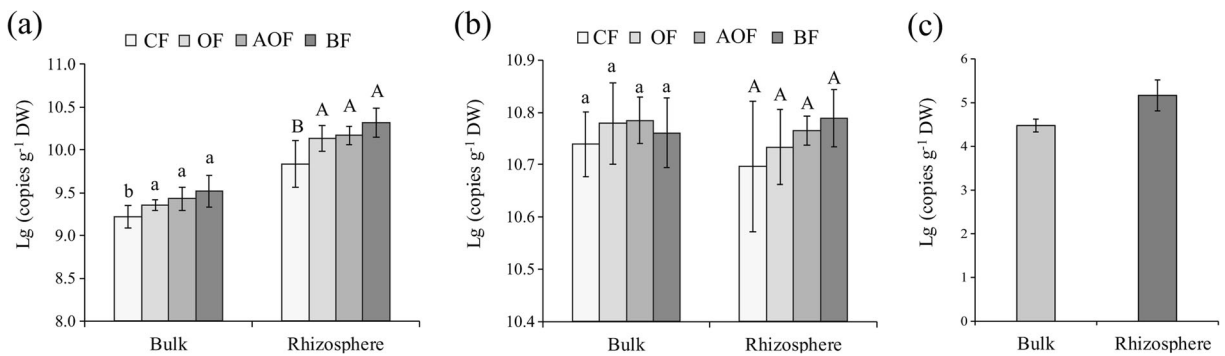 (a)
CF OF AOF BF
Lg (copies g⁻¹ DW)
11.0
10.5
10.0
9.5
9.0
8.5
8.0
b a a a
B A A A
Bulk Rhizosphere
(b)
CF OF AOF BF
Lg (copies g⁻¹ DW)
10.9
10.8
10.7
10.6
10.5
10.4
a a a a
A A A A
Bulk Rhizosphere
(c)
Lg (copies g⁻¹ DW)
6
5
4
3
2
1
0
Bulk Rhizosphere